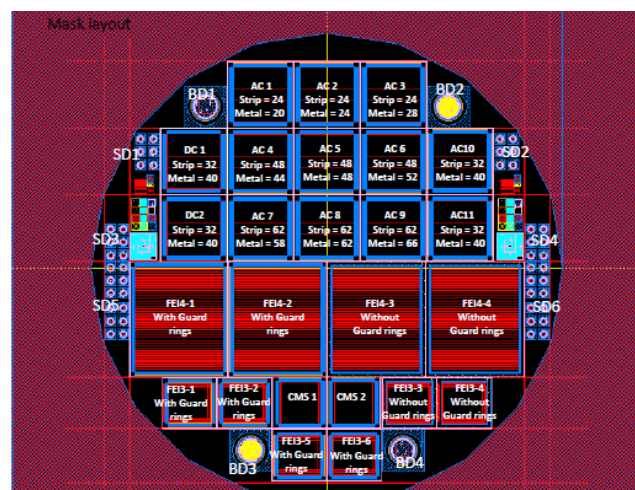 Mask layout
BD1
AC 1
Strip = 24
Metal = 20
AC 2
Strip = 24
Metal = 24
AC 3
Strip = 24
Metal = 28
BD2
SD1
DC 1
Strip = 32
Metal = 40
AC 4
Strip = 48
Metal = 44
AC 5
Strip = 48
Metal = 48
AC 6
Strip = 48
Metal = 52
AC10
Strip = 32
Metal = 40
SD2
SD3
DC2
Strip = 32
Metal = 40
AC 7
Strip = 62
Metal = 58
AC 8
Strip = 62
Metal = 62
AC 9
Strip = 62
Metal = 66
AC11
Strip = 32
Metal = 40
SD4
SD5
FEI4-1
With Guard
rings
FEI4-2
With Guard
rings
FEI4-3
Without
Guard rings
FEI4-4
Without
Guard rings
SD6
FEI3-1
With Guard
rings
FEI3-2
With Guard
rings
CMS 1
CMS 2
FEI3-3
Without
Guard rings
FEI3-4
Without
Guard rings
BD3
FEI3-5
With Guard
rings
FEI3-6
With Guard
rings
BD4